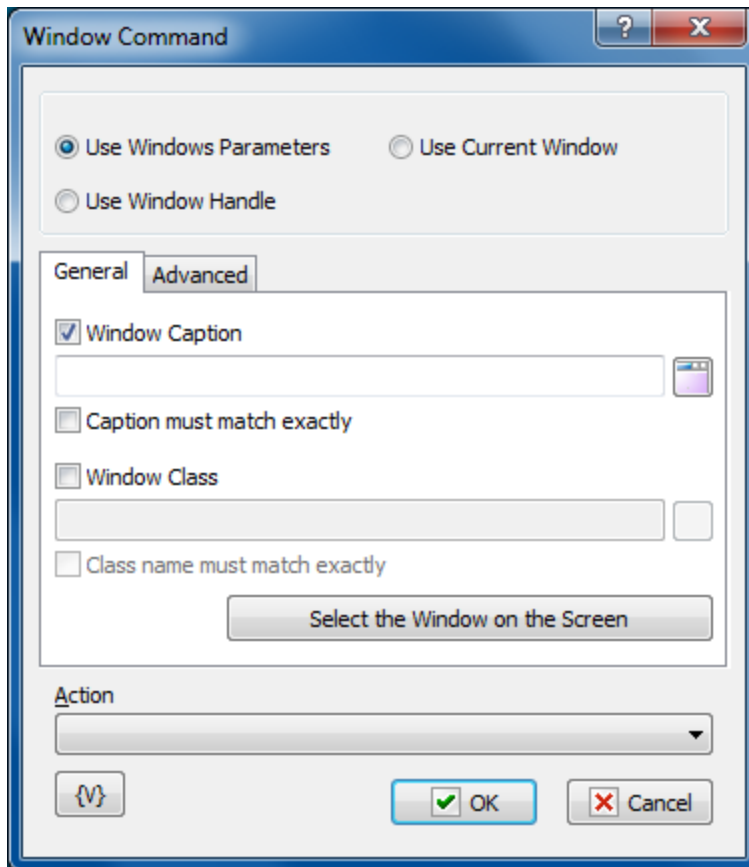 Window Command
Use Windows Parameters Use Current Window
Use Window Handle
General Advanced
Window Caption
Caption must match exactly
Window Class
Class name must match exactly
Select the Window on the Screen
Action
{V} OK Cancel